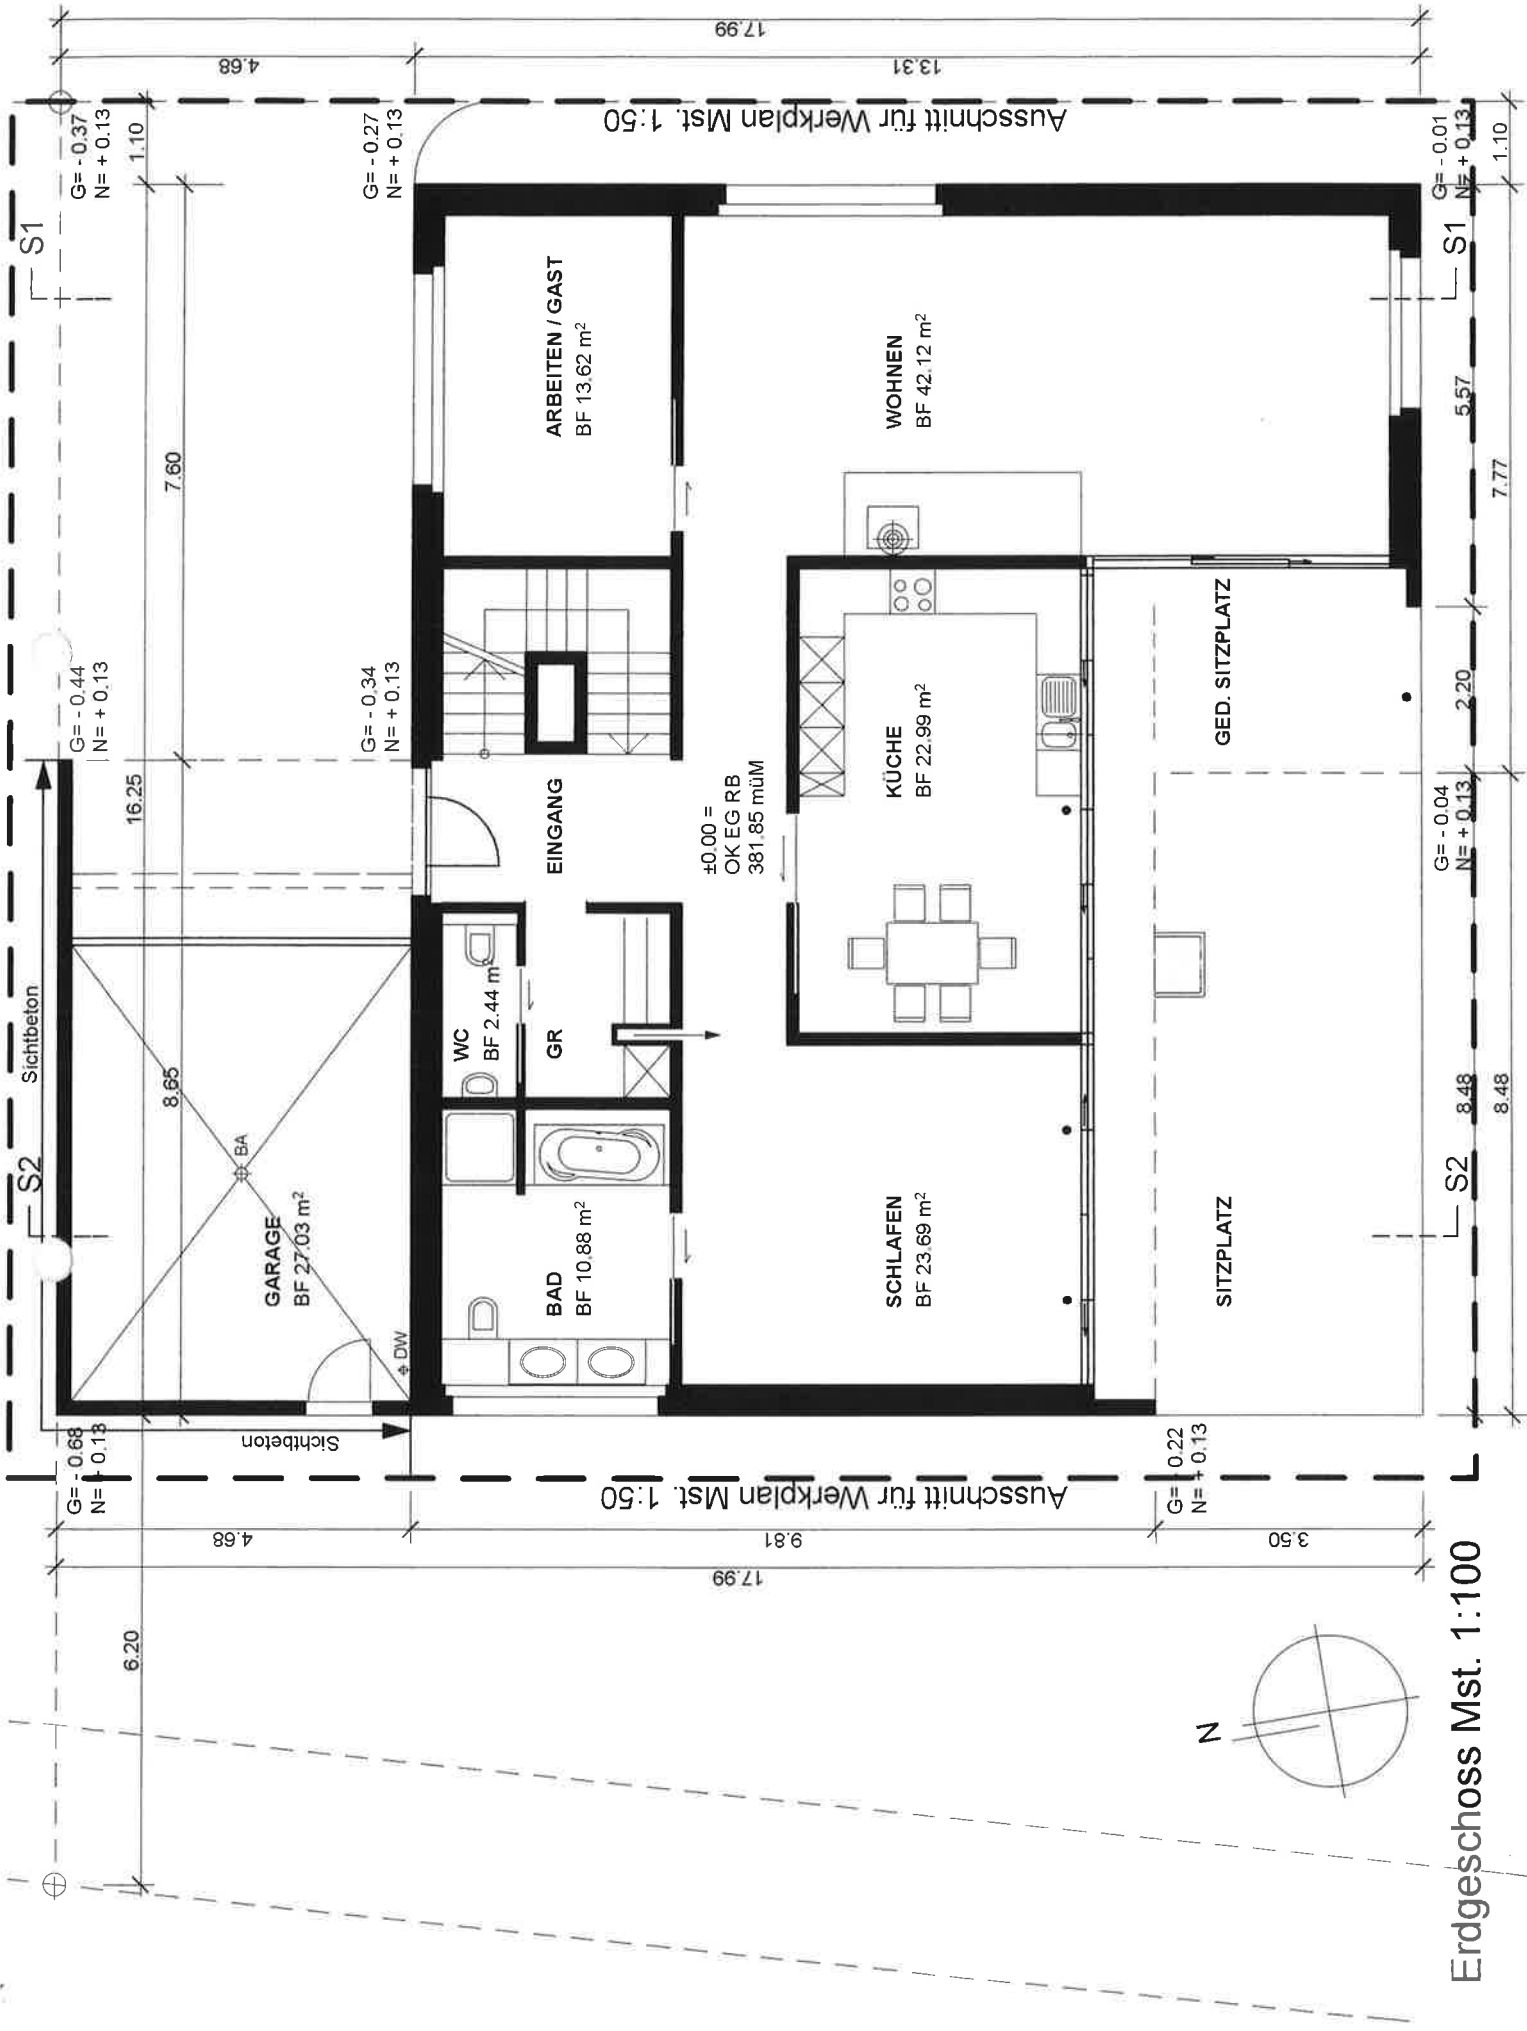 17.99
4.68
13.31
Ausschnitt für Werkplan Mst. 1:50
G= - 0.37
N= + 0.13
1.10
G= - 0.27
N= + 0.13
G= - 0.01
N= + 0.13
1.10
S1
S1
7.60
ARBEITEN / GAST
BF 13.62 m²
WOHNEN
BF 42.12 m²
5.57
7.77
G= - 0.44
N= + 0.13
G= - 0.34
N= + 0.13
16.25
2.20
GED. SITZPLATZ
KÜCHE
BF 22.99 m²
EINGANG
±0.00 =
OK EG RB
381.85 müM
G= - 0.04
N= + 0.13
Sichtbeton
WC
BF 2.44 m²
GR
8.65
8.48
8.48
S2
S2
BA
GARAGE
BF 27.03 m²
BAD
BF 10.88 m²
SCHLAFEN
BF 23.69 m²
SITZPLATZ
DW
Sichtbeton
G= - 0.68
N= + 0.13
G= - 0.22
N= + 0.13
Ausschnitt für Werkplan Mst. 1:50
4.68
9.81
3.50
17.99
6.20
N
Erdgeschoss Mst. 1:100